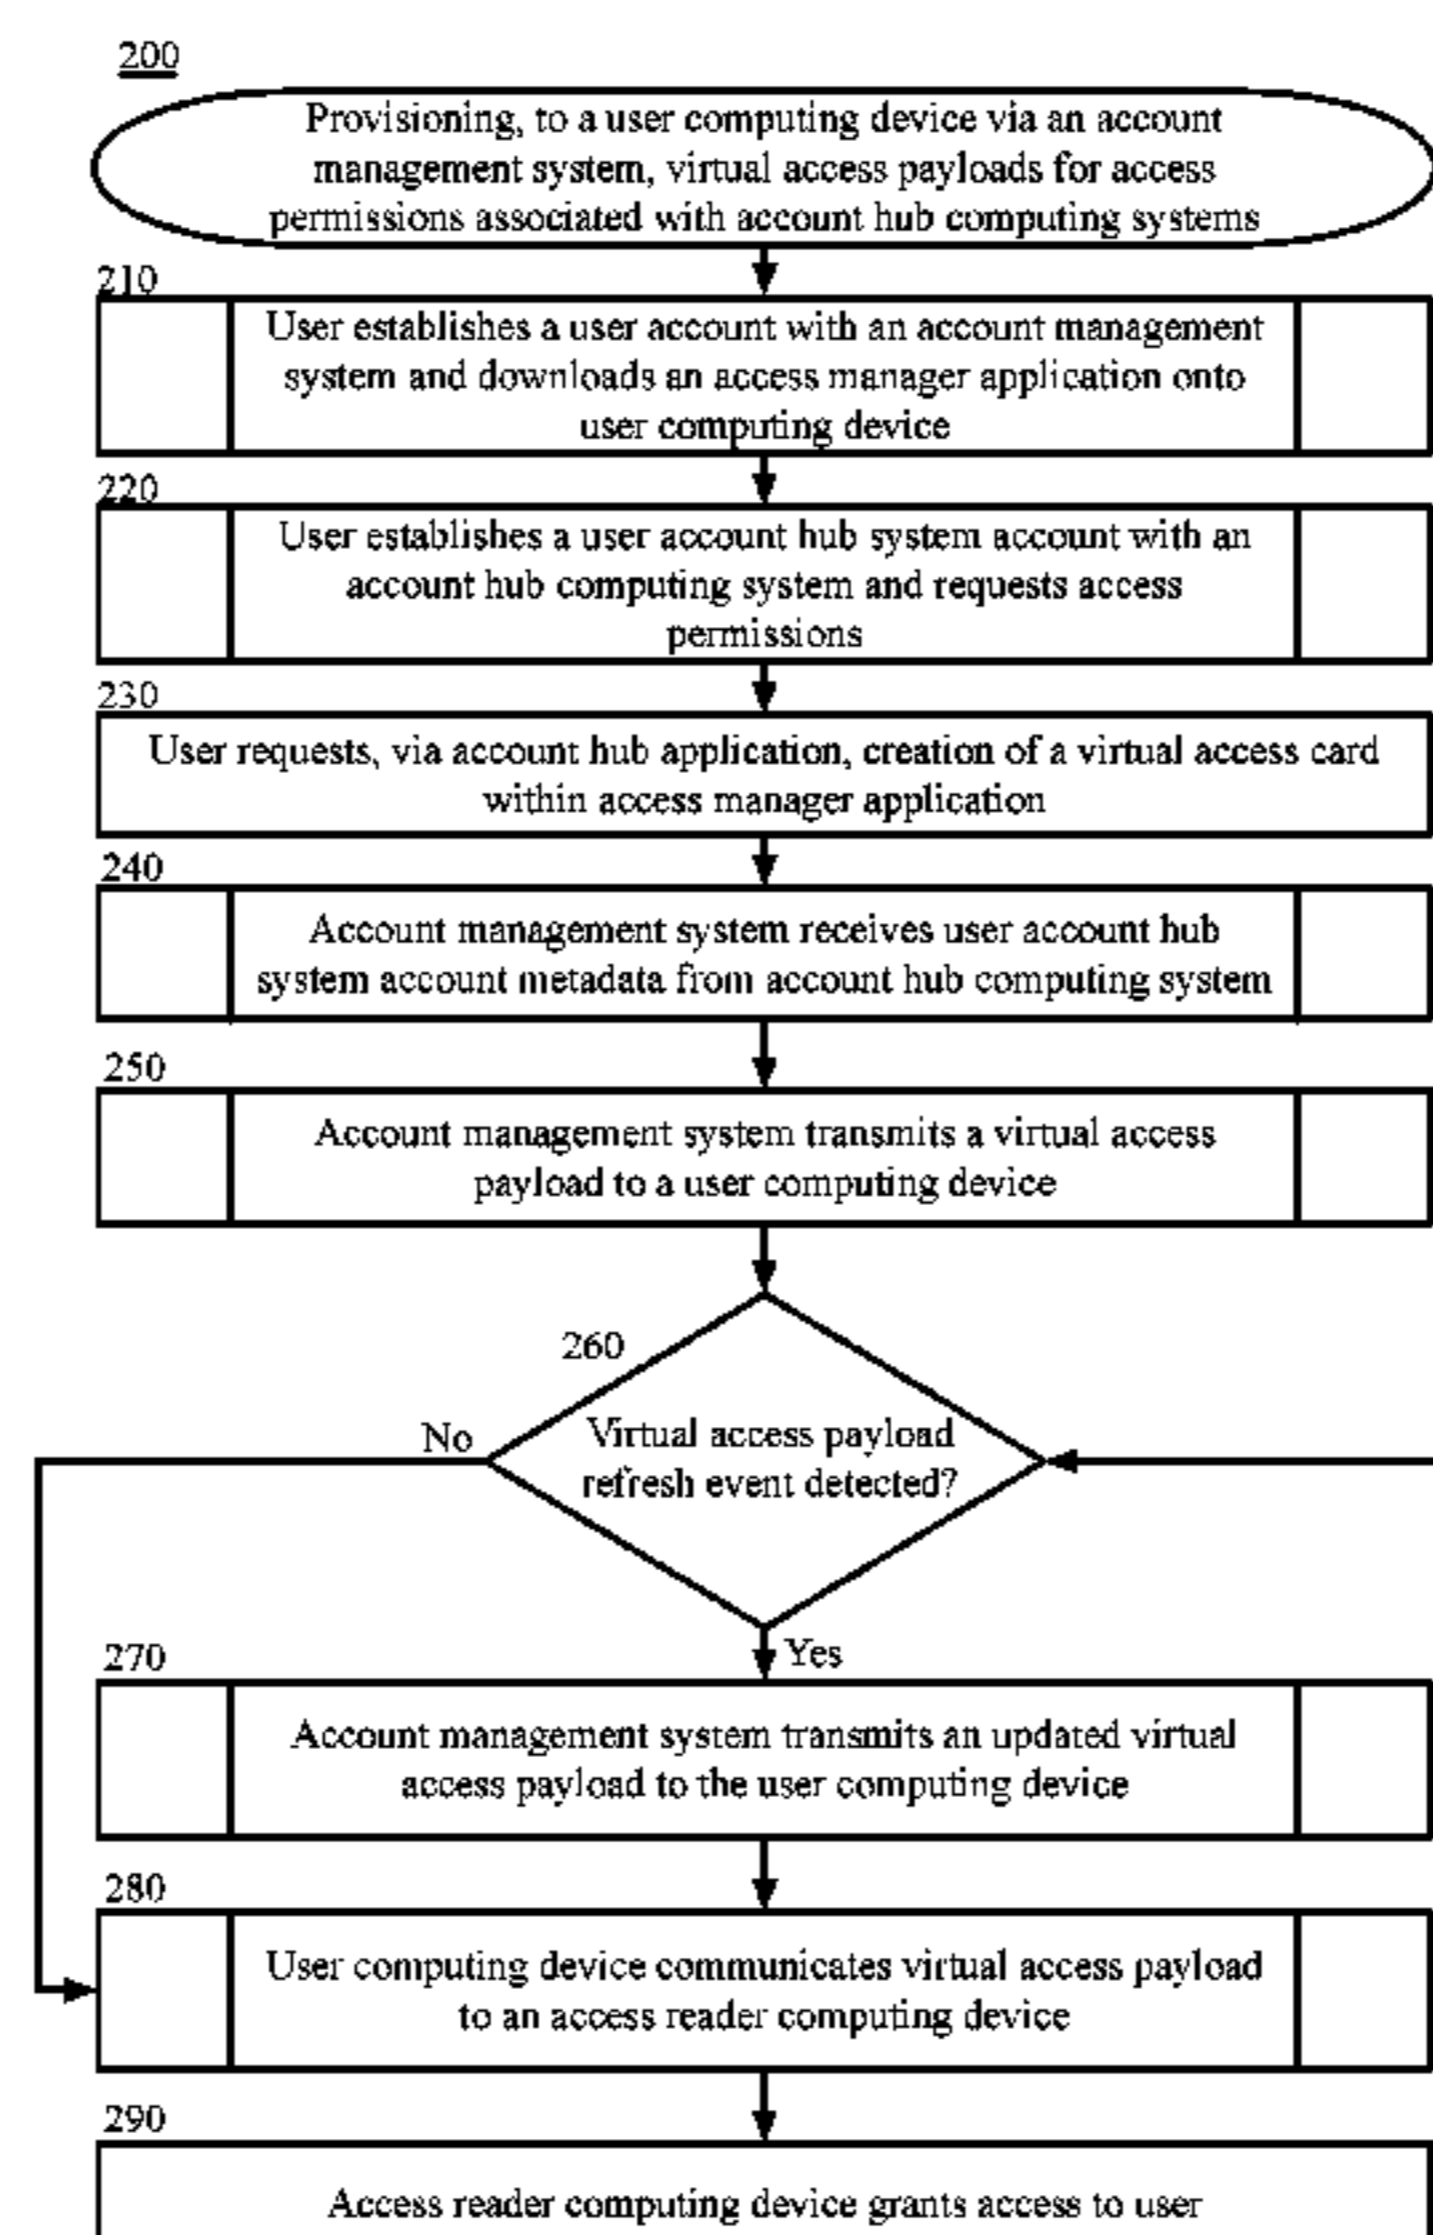 200
Provisioning, to a user computing device via an account
management system, virtual access payloads for access
permissions associated with account hub computing systems
210
User establishes a user account with an account management
system and downloads an access manager application onto
user computing device
220
User establishes a user account hub system account with an
account hub computing system and requests access
permissions
230
User requests, via account hub application, creation of a virtual access card
within access manager application
240
Account management system receives user account hub
system account metadata from account hub computing system
250
Account management system transmits a virtual access
payload to a user computing device
260
No
Virtual access payload
refresh event detected?
Yes
270
Account management system transmits an updated virtual
access payload to the user computing device
280
User computing device communicates virtual access payload
to an access reader computing device
290
Access reader computing device grants access to user